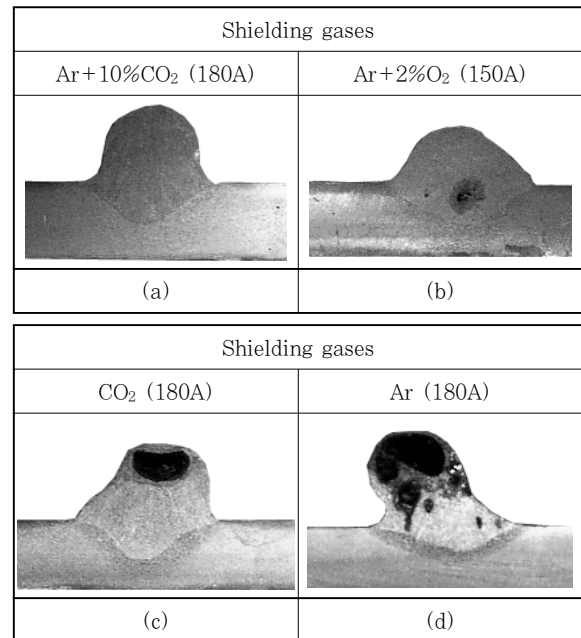 Shielding gases
Ar+10%CO₂ (180A) Ar+2%O₂ (150A)
(a) (b)
Shielding gases
CO₂ (180A) Ar (180A)
(c) (d)